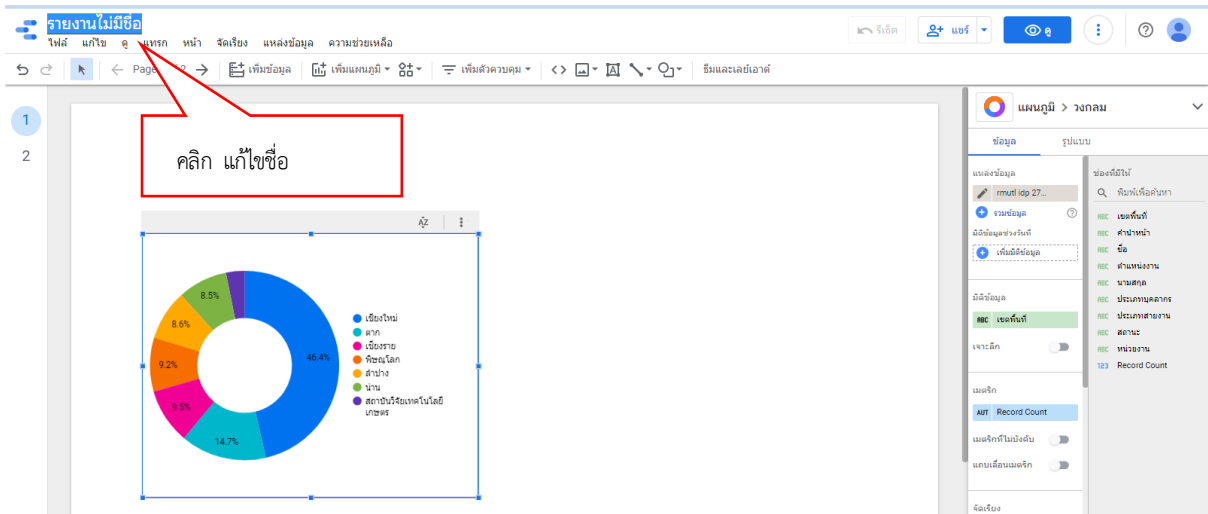 รายงานไม่มีชื่อ
ไฟล์ แก้ไข ดู แทรก หน้า จัดเรียง แหล่งข้อมูล ความช่วยเหลือ
รีเซ็ต
แชร์
ดู
Page 2
เพิ่มข้อมูล
เพิ่มแผนภูมิ
เพิ่มตัวควบคุม
ธีมและเลย์เอาต์
1
2
คลิก แก้ไขชื่อ
46.4%
14.7%
9.5%
9.2%
8.6%
8.5%
เชียงใหม่
ตาก
เชียงราย
พิษณุโลก
ลำปาง
น่าน
สถาบันวิจัยเทคโนโลยี
เกษตร
แผนภูมิ > วงกลม
ข้อมูล รูปแบบ
แหล่งข้อมูล
rmutl idp 27...
รวมข้อมูล
มิติข้อมูลช่วงวันที่
เพิ่มมิติข้อมูล
มิติข้อมูล
ABC เขตพื้นที่
เจาะลึก
เมตริก
AUT Record Count
เมตริกที่ไม่บังคับ
แถบเลื่อนเมตริก
จัดเรียง
ช่องที่มีให้
พิมพ์เพื่อค้นหา
ABC เขตพื้นที่
ABC คำนำหน้า
ABC ชื่อ
ABC ตำแหน่งงาน
ABC นามสกุล
ABC ประเภทบุคลากร
ABC ประเภทสายงาน
ABC สถานะ
ABC หน่วยงาน
123 Record Count